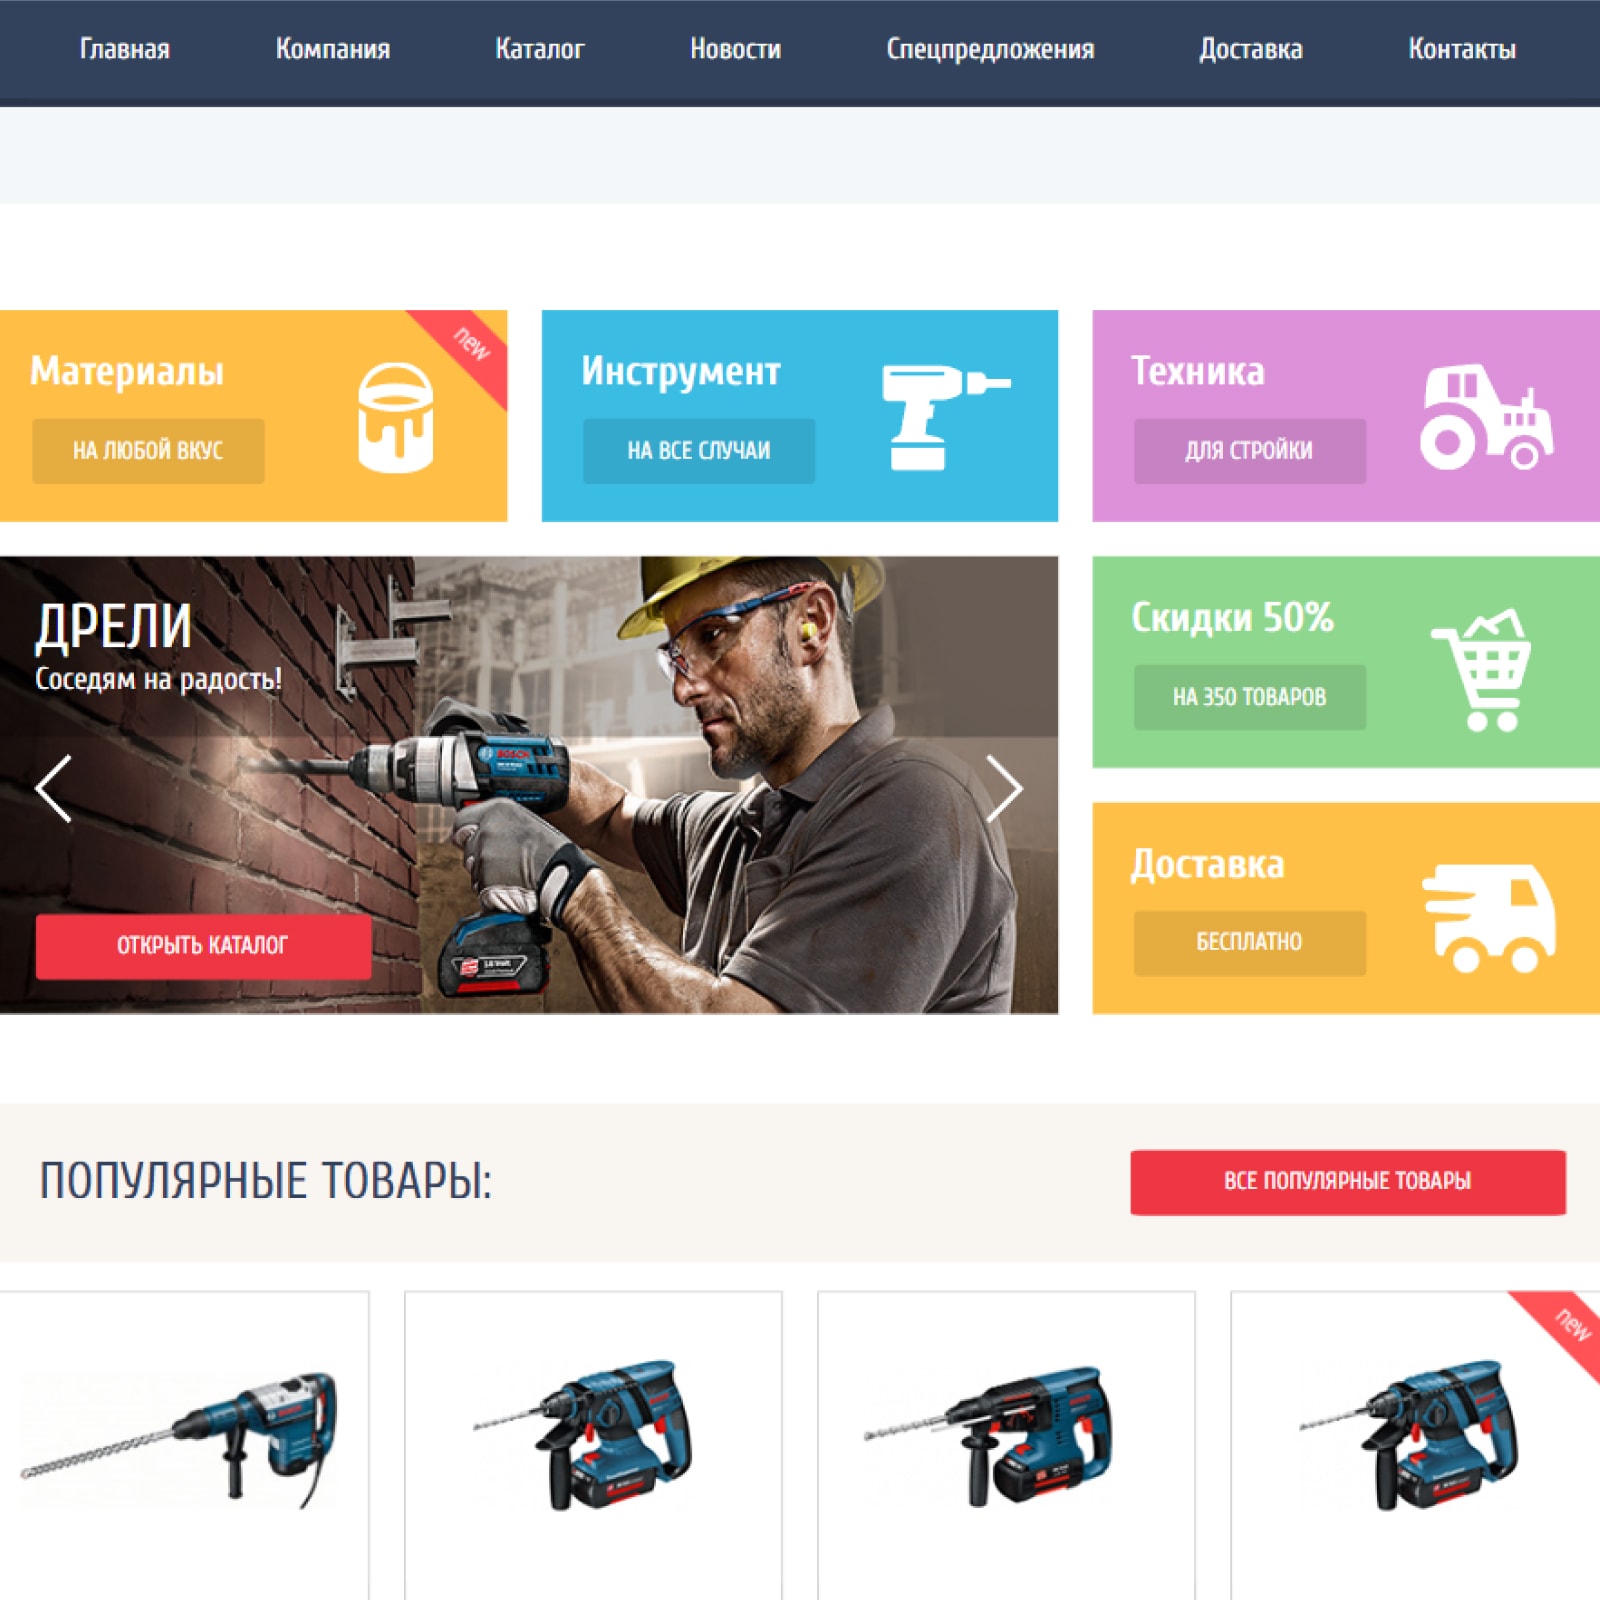 Главная
Компания
Каталог
Новости
Спецпредложения
Доставка
Контакты
Материалы
new
НА ЛЮБОЙ ВКУС
Инструмент
НА ВСЕ СЛУЧАИ
Техника
ДЛЯ СТРОЙКИ
ДРЕЛИ
Соседям на радость!
BOSCH
ОТКРЫТЬ КАТАЛОГ
Скидки 50%
НА 350 ТОВАРОВ
Доставка
БЕСПЛАТНО
ПОПУЛЯРНЫЕ ТОВАРЫ:
ВСЕ ПОПУЛЯРНЫЕ ТОВАРЫ
new